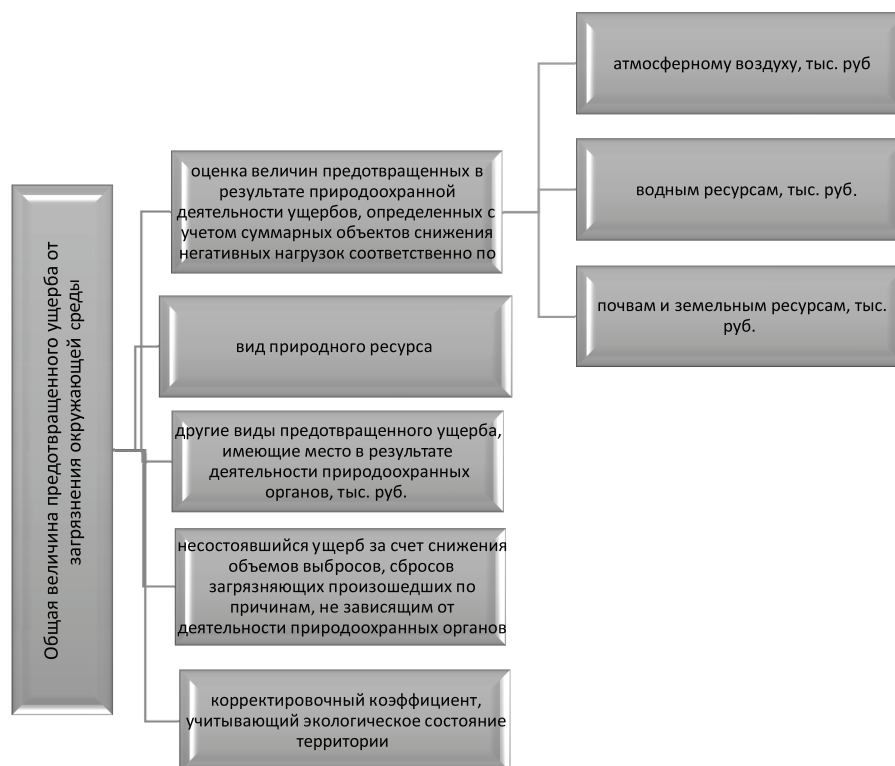 Общая величина предотвращенного ущерба от
загрязнения окружающей среды
оценка величин предотвращенных в
результате природоохранной
деятельности ущербов, определенных с
учетом суммарных объектов снижения
негативных нагрузок соответственно по
атмосферному воздуху, тыс. руб
водным ресурсам, тыс. руб.
почвам и земельным ресурсам, тыс.
руб.
вид природного ресурса
другие виды предотвращенного ущерба,
имеющие место в результате
деятельности природоохранных
органов, тыс. руб.
несостоявшийся ущерб за счет снижения
объемов выбросов, сбросов
загрязняющих произошедших по
причинам, не зависящим от
деятельности природоохранных органов
корректировочный коэффициент,
учитывающий экологическое состояние
территории